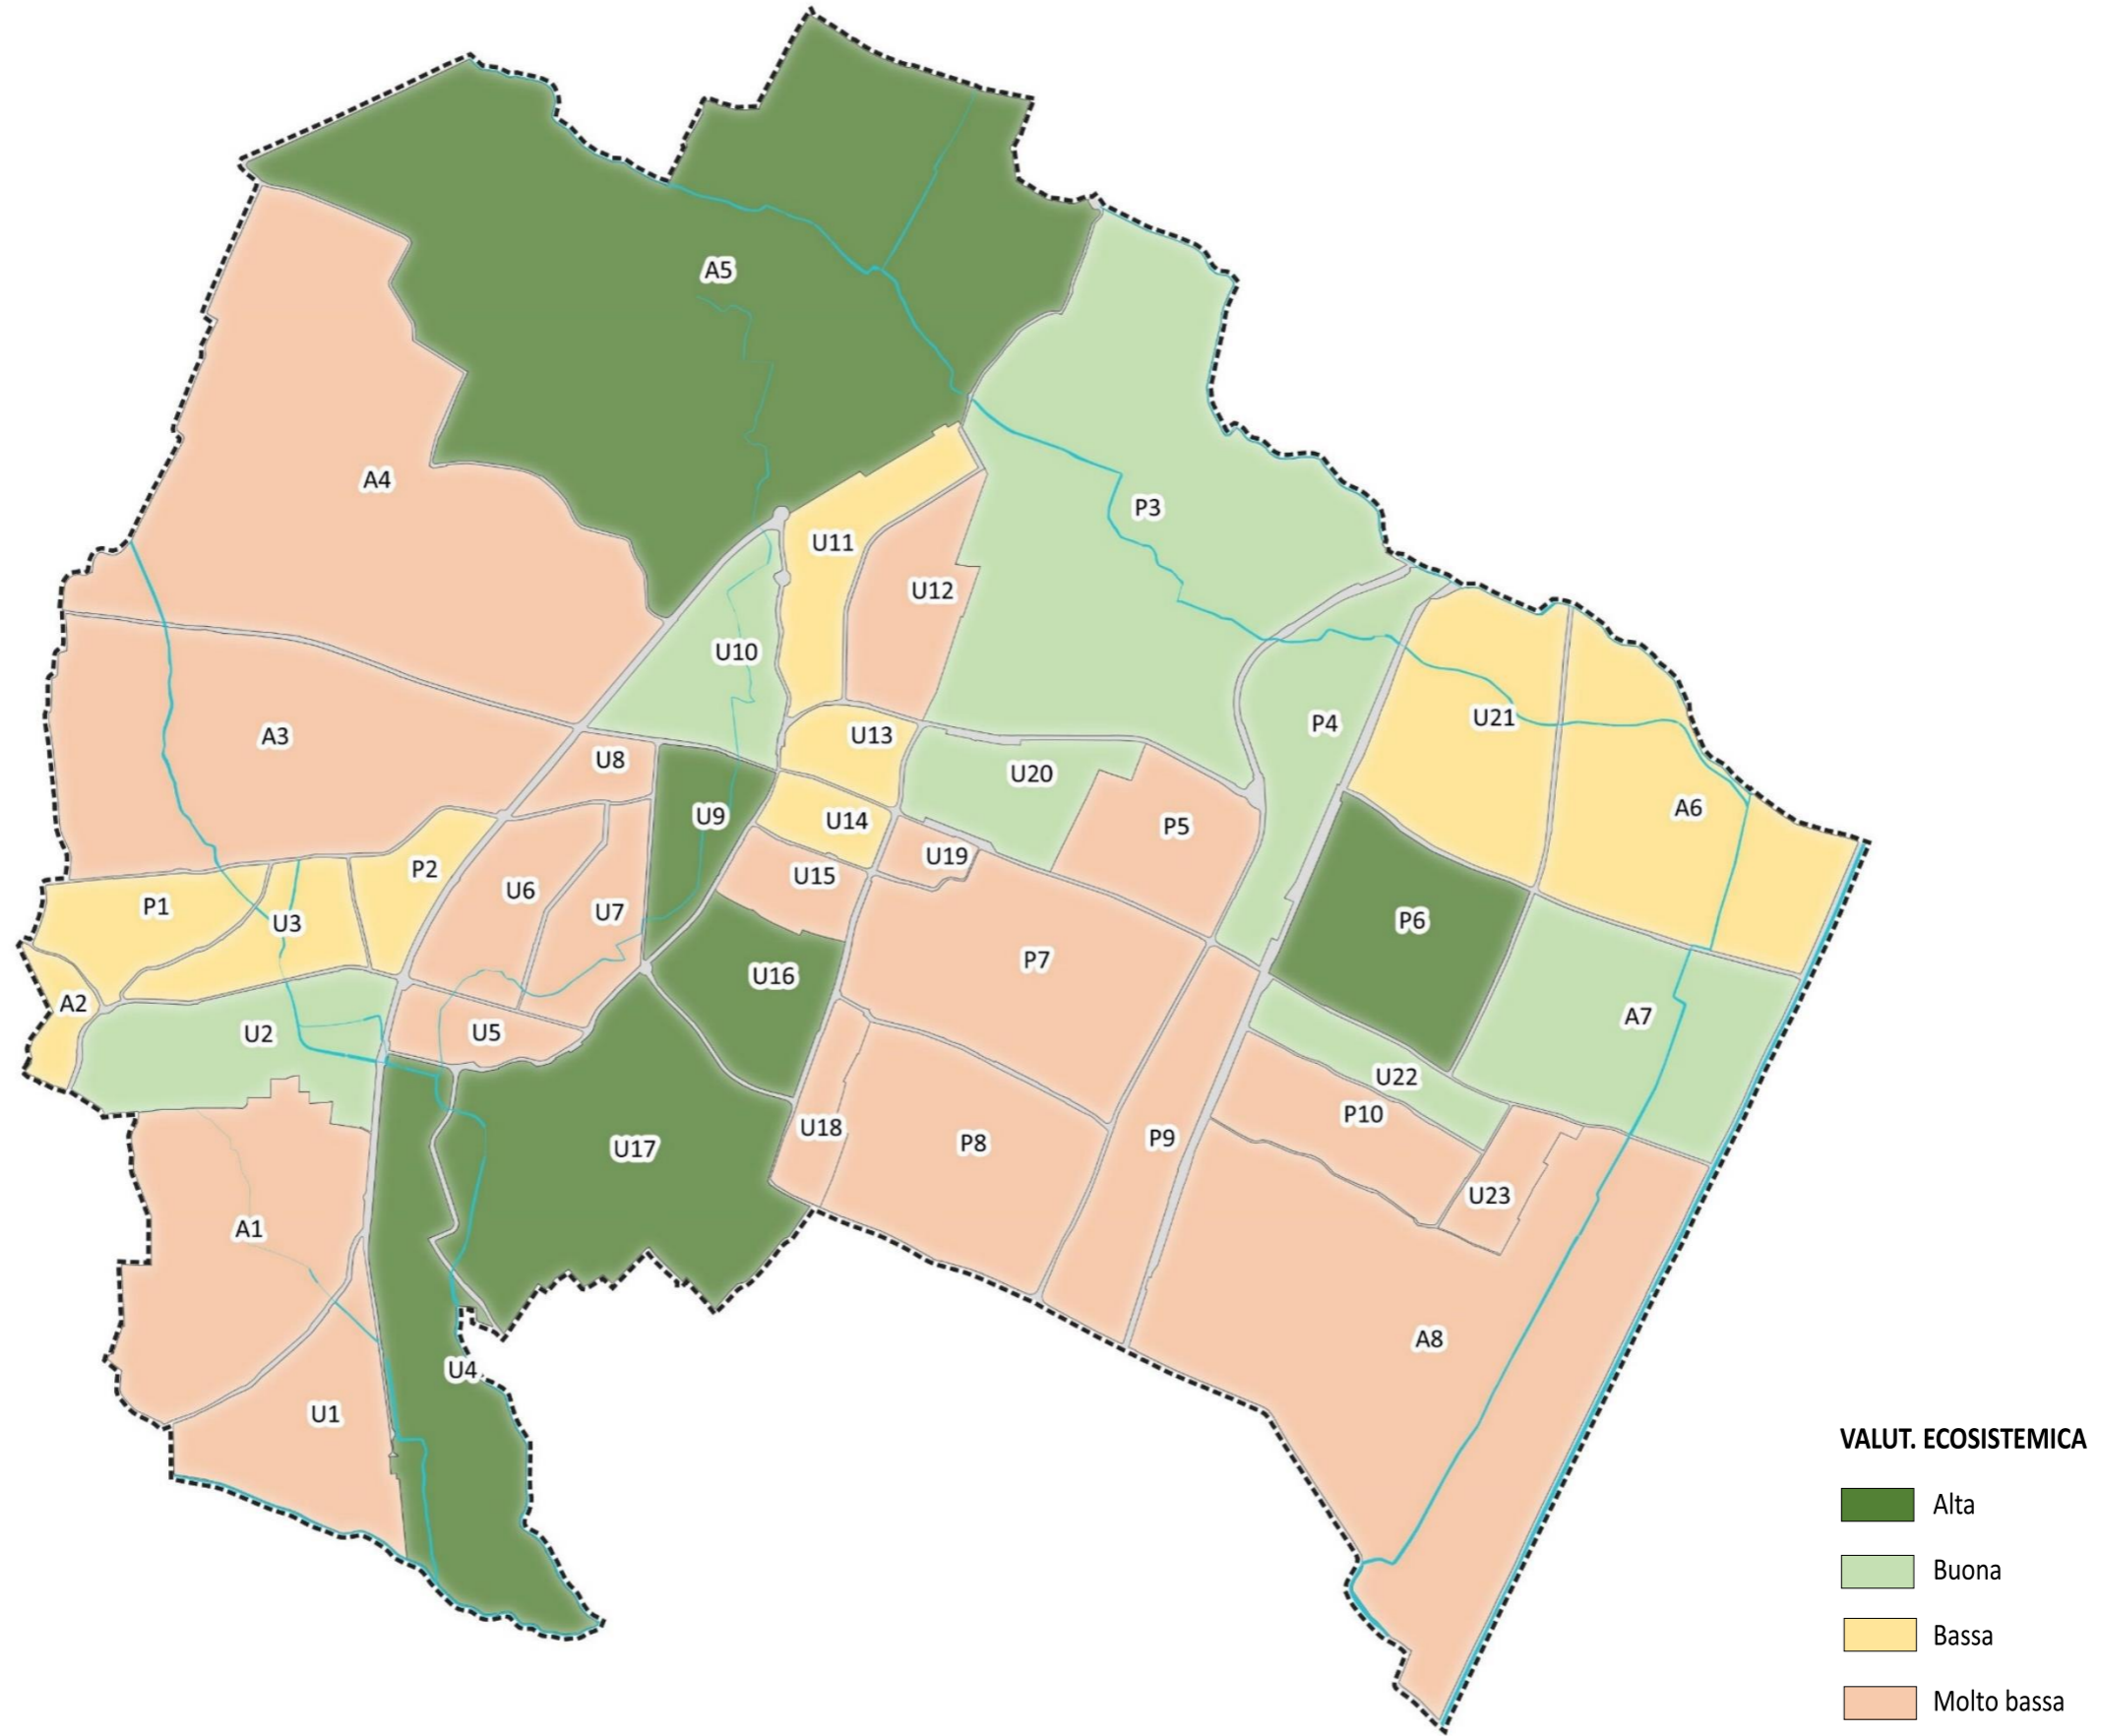 A5
A4
P3
U11
U12
U10
A3
U13
P4
U21
U8
U20
A6
U9
U14
P5
U19
P2
U15
U6
P1
U7
U3
P6
P7
U16
A2
A7
U2
U5
U22
P10
U18
P9
P8
U17
U23
A1
A8
U4
U1
VALUT. ECOSISTEMICA
Alta
Buona
Bassa
Molto bassa